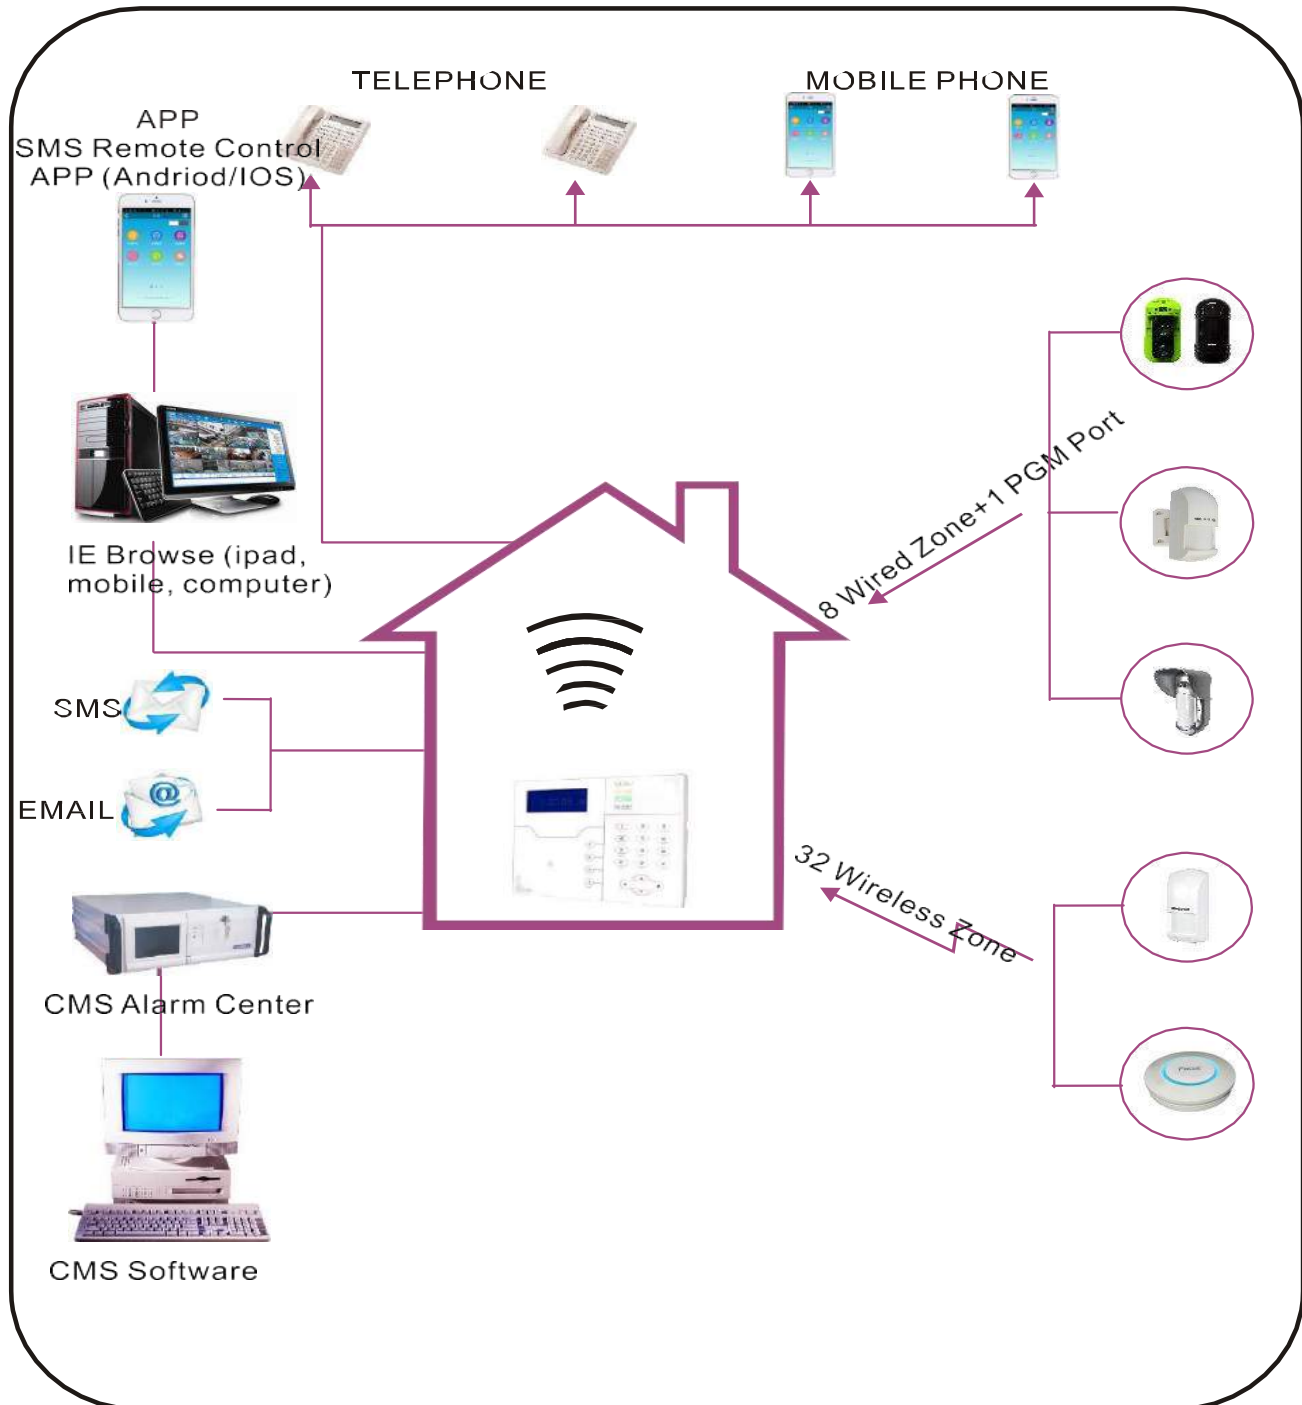 TELEPHONE
MOBILE PHONE
APP
SMS Remote Control
APP (Andriod/IOS)
8 Wired Zone+1 PGM Port
IE Browse (ipad,
mobile, computer)
SMS
EMAIL
32 Wireless Zone
CMS Alarm Center
CMS Software